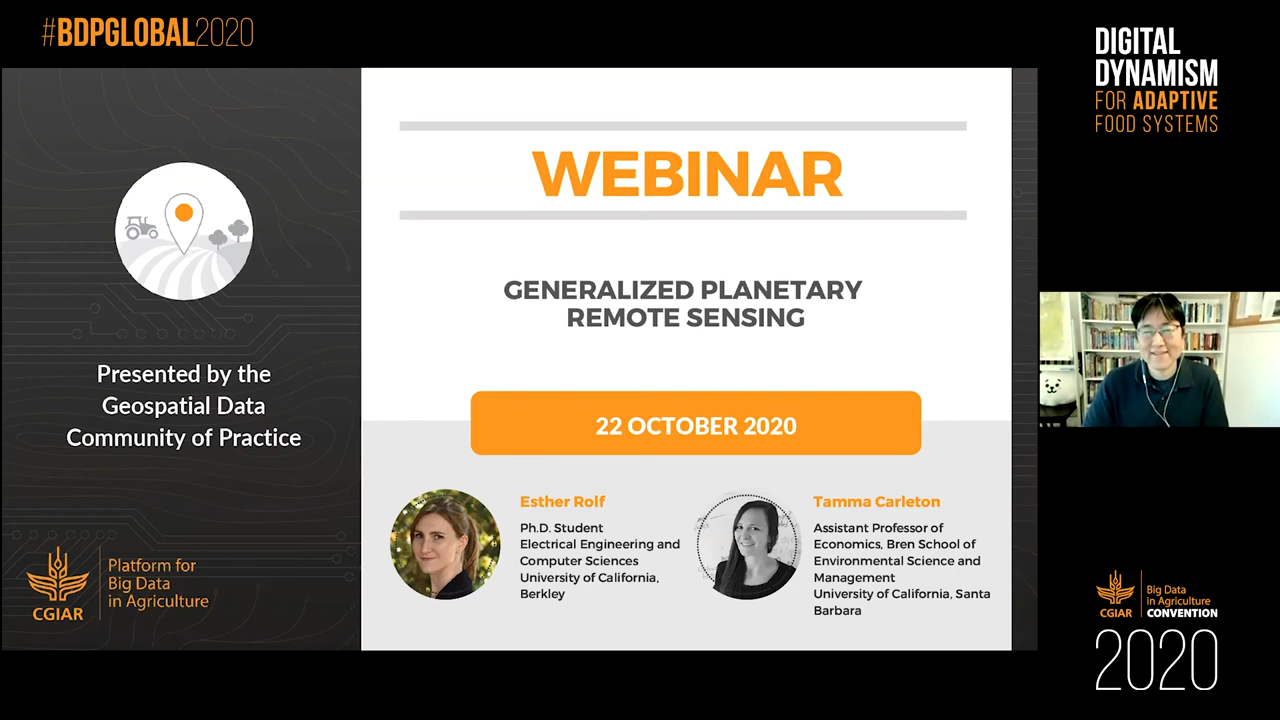 #BDPGLOBAL2020
DIGITAL
DYNAMISM
FOR ADAPTIVE
FOOD SYSTEMS
WEBINAR
GENERALIZED PLANETARY
REMOTE SENSING
Presented by the
Geospatial Data
Community of Practice
22 OCTOBER 2020
Esther Rolf
Ph.D. Student
Electrical Engineering and
Computer Sciences
University of California,
Berkley
Tamma Carleton
Assistant Professor of
Economics, Bren School of
Environmental Science and
Management
University of California, Santa
Barbara
CGIAR
Platform for
Big Data
in Agriculture
CGIAR
Big Data
in Agriculture
CONVENTION
2020